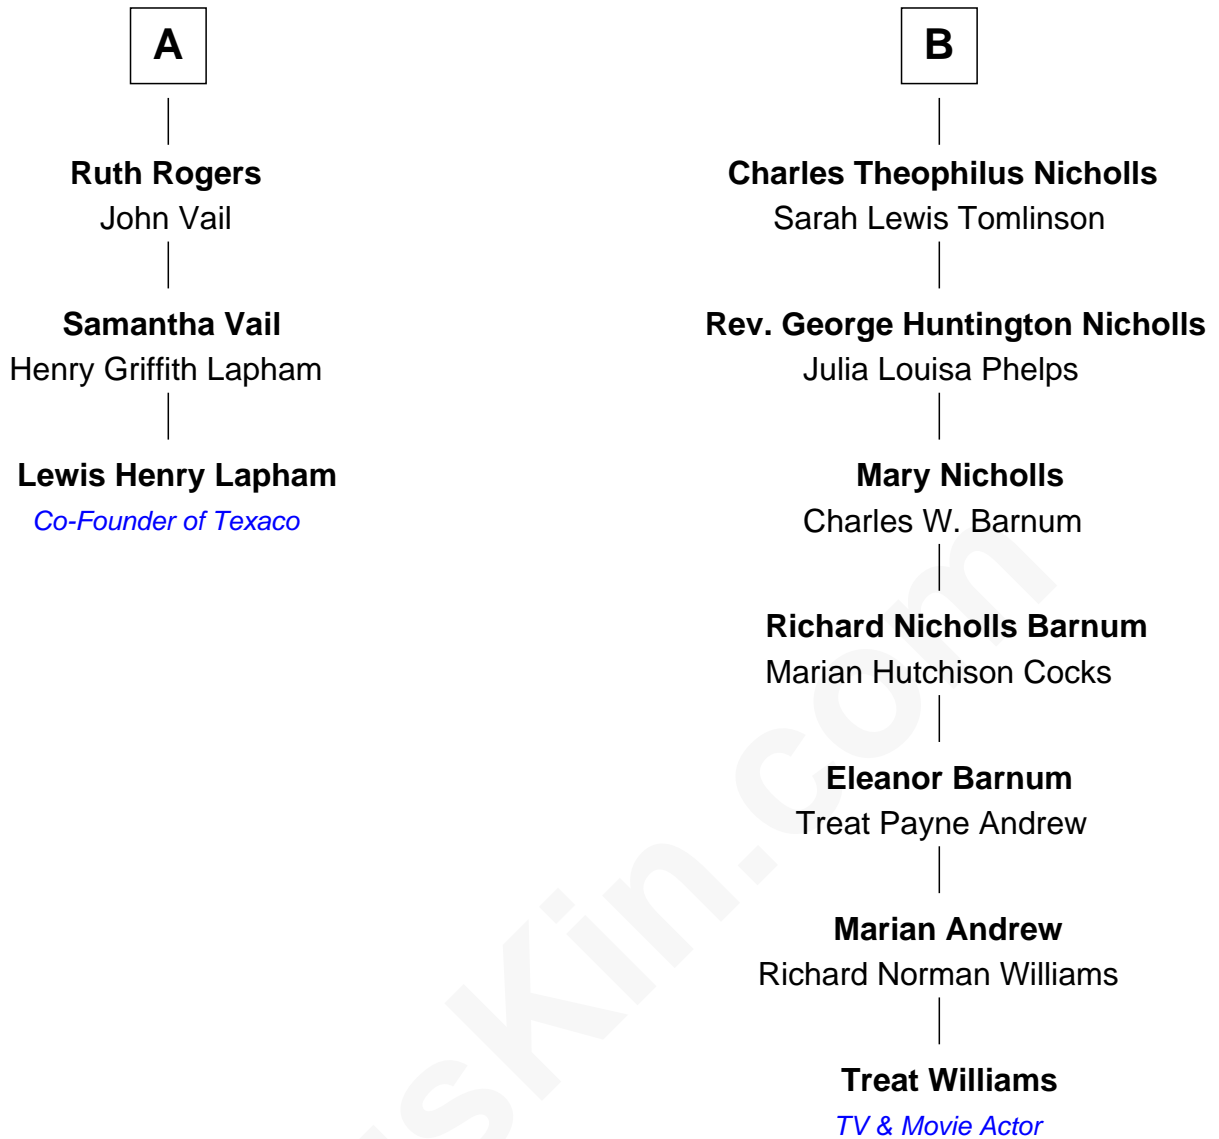 A
Ruth Rogers
John Vail
Samantha Vail
Henry Griffith Lapham
Lewis Henry Lapham
Co-Founder of Texaco
B
Charles Theophilus Nicholls
Sarah Lewis Tomlinson
Rev. George Huntington Nicholls
Julia Louisa Phelps
Mary Nicholls
Charles W. Barnum
Richard Nicholls Barnum
Marian Hutchison Cocks
Eleanor Barnum
Treat Payne Andrew
Marian Andrew
Richard Norman Williams
Treat Williams
TV & Movie Actor
sKin.com